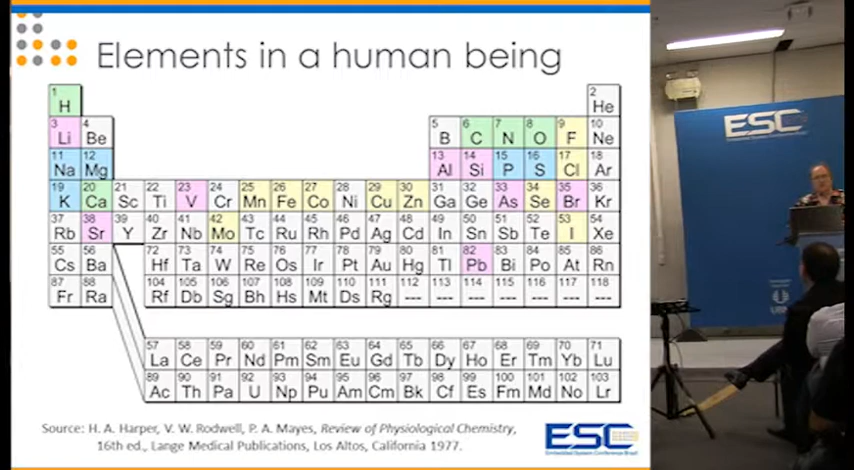 Elements in a human being
1 2
H He
3 4 5 6 7 8 9 10
Li Be B C N O F Ne
11 12 13 14 15 16 17 18
Na Mg Al Si P S Cl Ar
19 20 21 22 23 24 25 26 27 28 29 30 31 32 33 34 35 36
K Ca Sc Ti V Cr Mn Fe Co Ni Cu Zn Ga Ge As Se Br Kr
37 38 39 40 41 42 43 44 45 46 47 48 49 50 51 52 53 54
Rb Sr Y Zr Nb Mo Tc Ru Rh Pd Ag Cd In Sn Sb Te I Xe
55 56 72 73 74 75 76 77 78 79 80 81 82 83 84 85 86
Cs Ba Hf Ta W Re Os Ir Pt Au Hg Tl Pb Bi Po At Rn
87 88 104 105 106 107 108 109 110 111 112 113 114 115 116 117 118
Fr Ra Rf Db Sg Bh Hs Mt Ds Rg --- --- --- --- --- --- ---
57 58 59 60 61 62 63 64 65 66 67 68 69 70 71
La Ce Pr Nd Pm Sm Eu Gd Tb Dy Ho Er Tm Yb Lu
89 90 91 92 93 94 95 96 97 98 99 100 101 102 103
Ac Th Pa U Np Pu Am Cm Bk Cf Es Fm Md No Lr
Source: H. A. Harper, V. W. Rodwell, P. A. Mayes, Review of Physiological Chemistry,
16th ed., Lange Medical Publications, Los Altos, California 1977.
ESC
Embedded System Conference Brazil
ESC